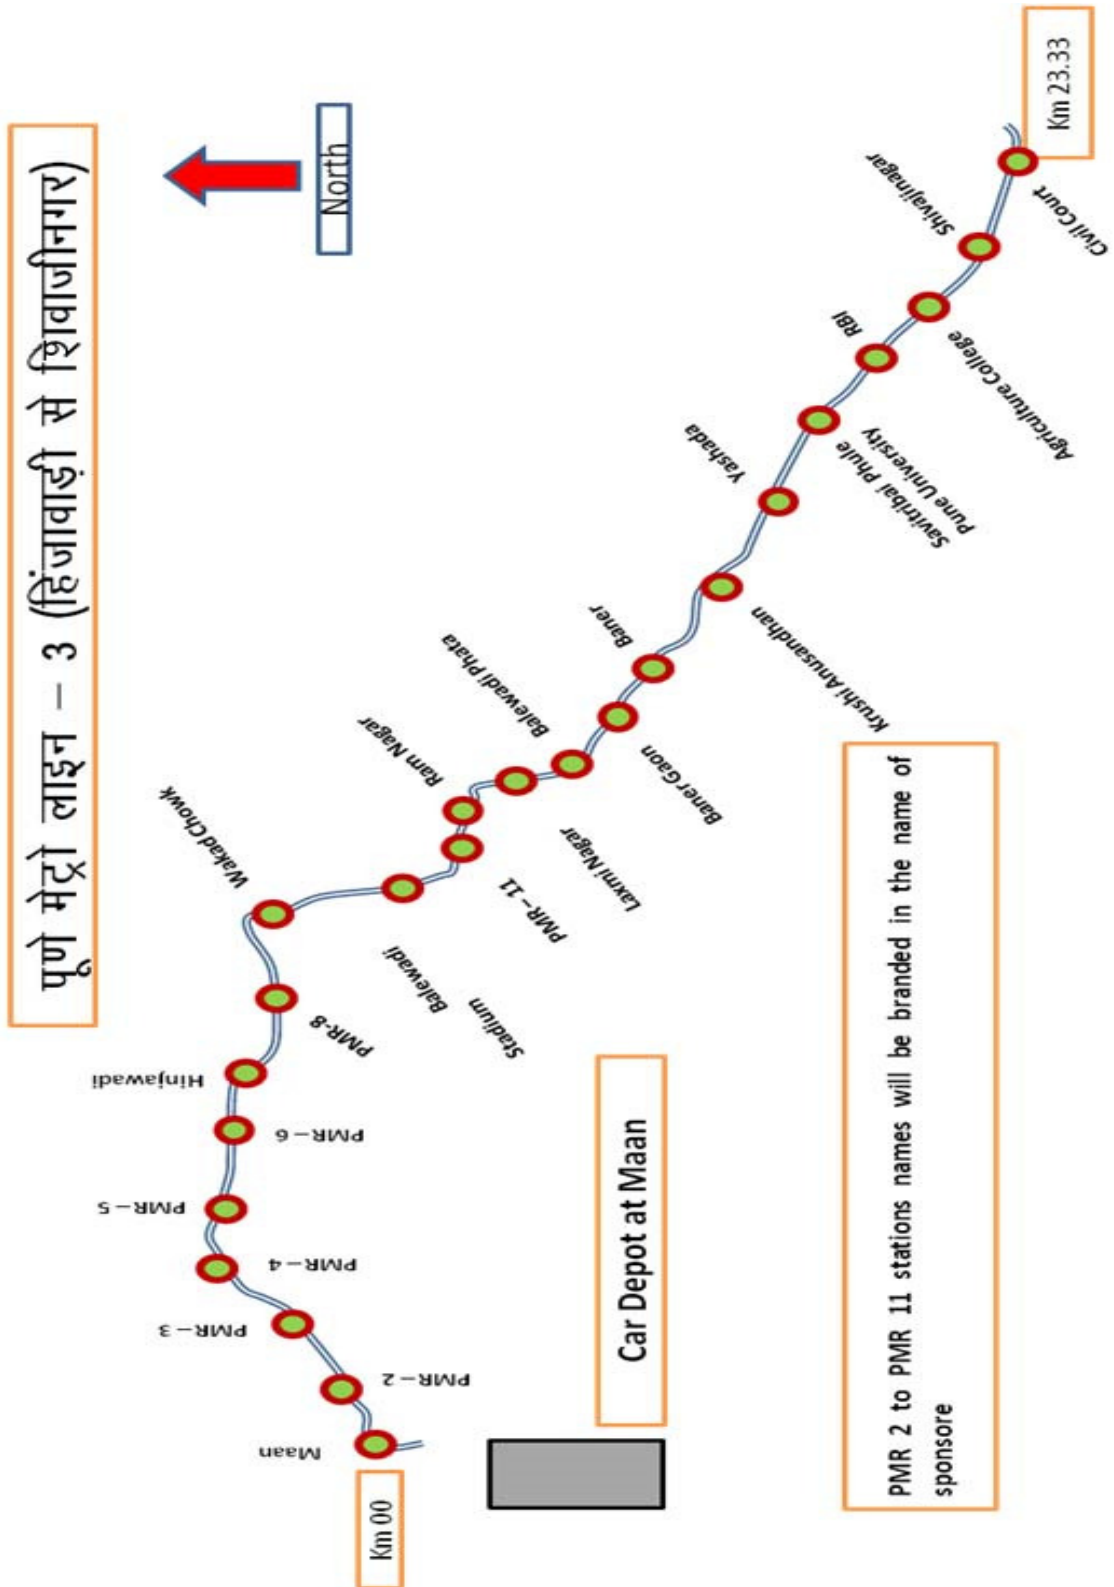 पुणे मेट्रो लाइन – 3 (हिंजावाड़ी से शिवाजीनगर)
North
Km 00
Maan
PMR – 2
PMR – 3
PMR – 4
PMR – 5
PMR – 6
Hinjawadi
PMR-8
Wakad Chowk
Balewadi
Stadium
PMR – 11
Ram Nagar
Laxmi Nagar
Balewadi Phata
Baner Gaon
Baner
Krushi Anusandhan
Yashada
Savitribai Phule
Pune University
RBI
Agriculture College
Shivajinagar
Civil Court
Km 23.33
Car Depot at Maan
PMR 2 to PMR 11 stations names will be branded in the name of
sponsore